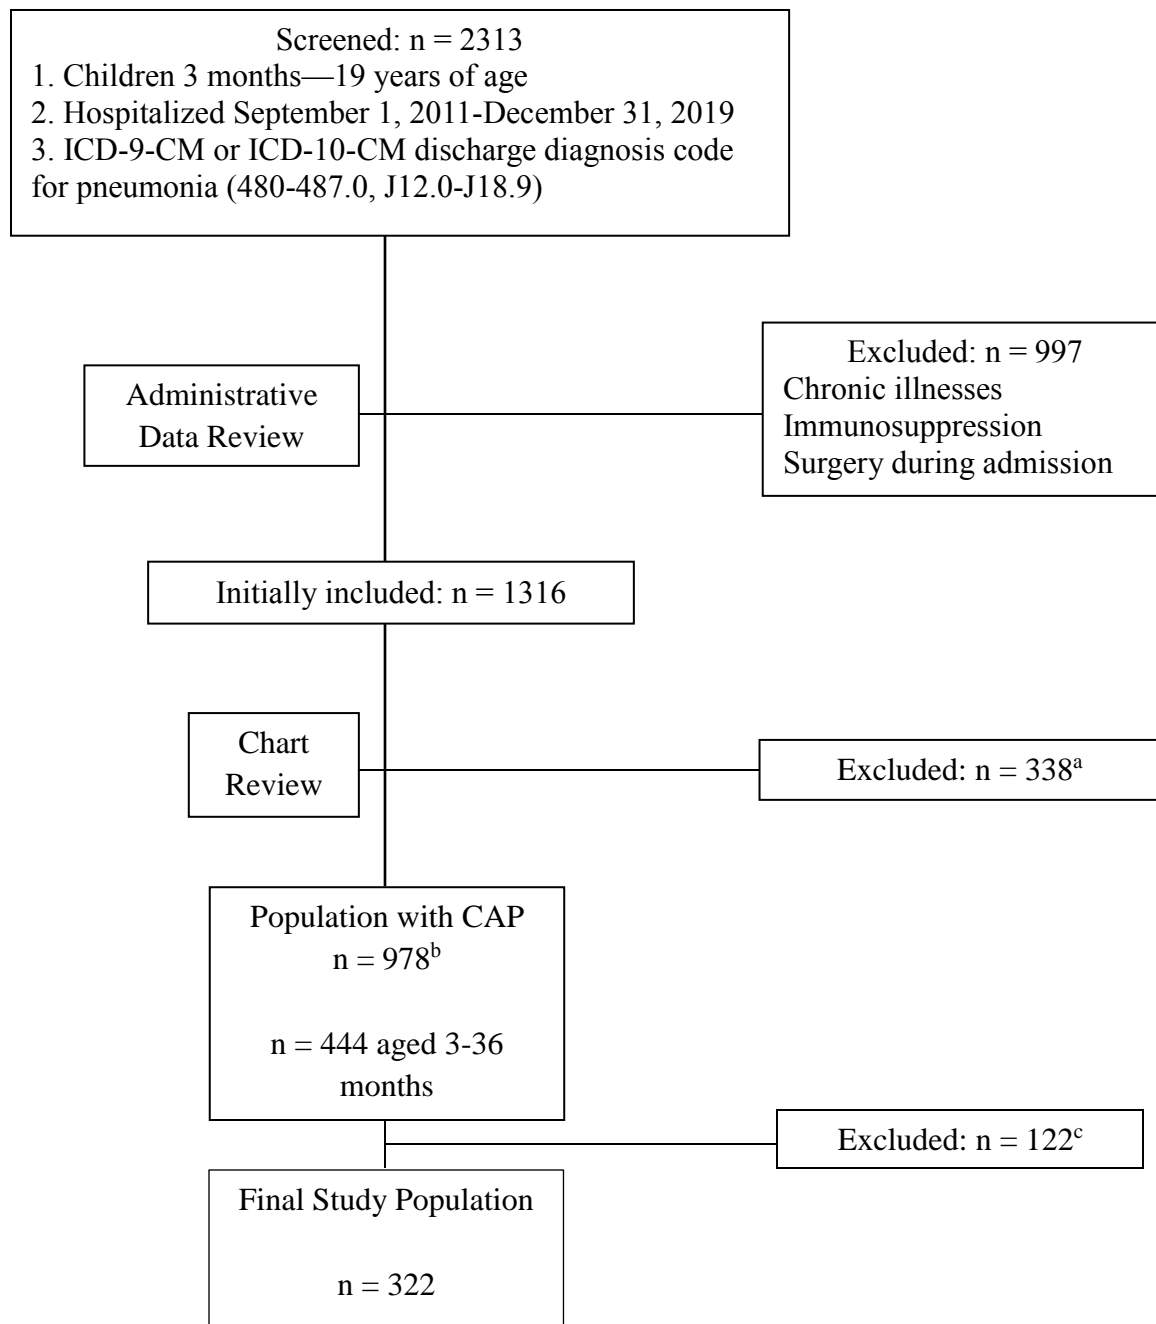 Screened: n = 2313
1. Children 3 months—19 years of age
2. Hospitalized September 1, 2011-December 31, 2019
3. ICD-9-CM or ICD-10-CM discharge diagnosis code
for pneumonia (480-487.0, J12.0-J18.9)
Excluded: n = 997
Chronic illnesses
Immunosuppression
Surgery during admission
Administrative
Data Review
Initially included: n = 1316
Chart
Review
Excluded: n = 338ᵃ
Population with CAP
n = 978ᵇ
n = 444 aged 3-36
months
Excluded: n = 122ᶜ
Final Study Population
n = 322